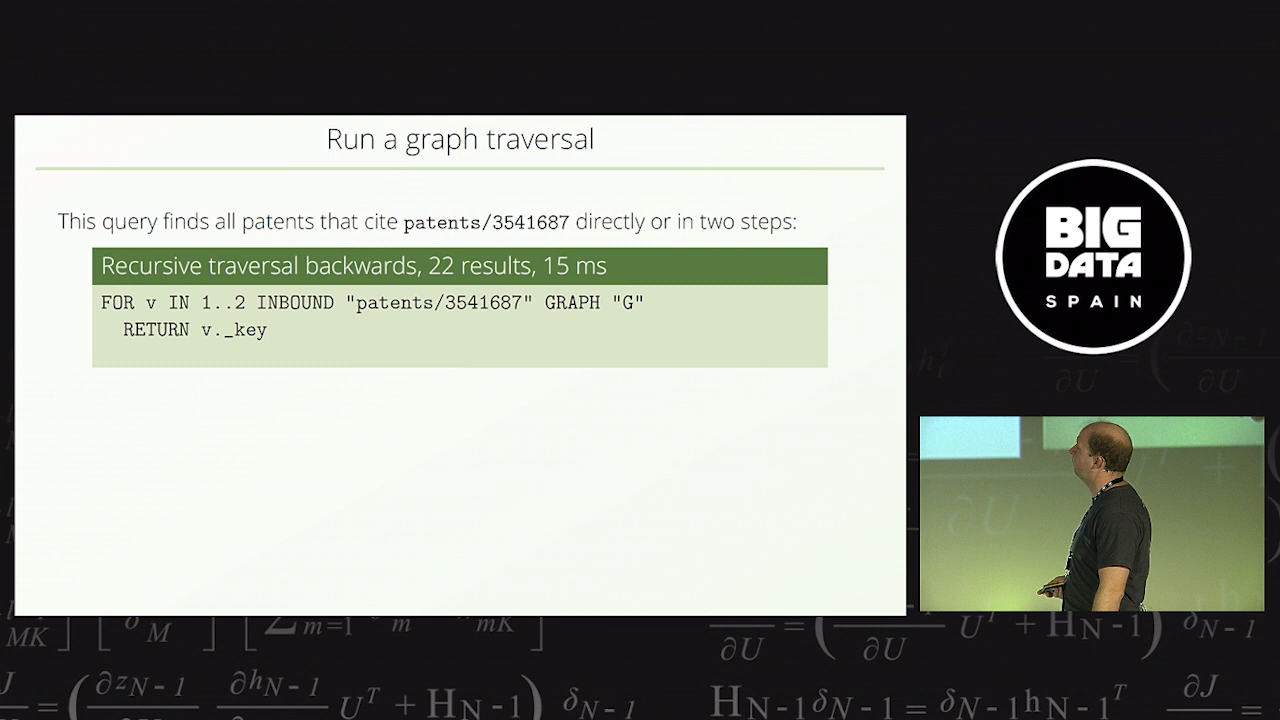 Run a graph traversal
This query finds all patents that cite patents/3541687 directly or in two steps:
Recursive traversal backwards, 22 results, 15 ms
FOR v IN 1..2 INBOUND "patents/3541687" GRAPH "G"
RETURN v._key
BIG
DATA
SPAIN